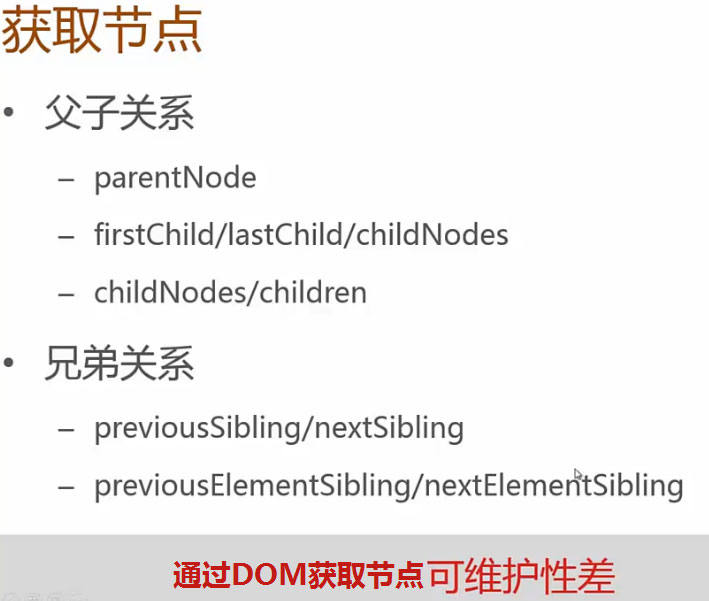 获取节点
• 父子关系
– parentNode
– firstChild/lastChild/childNodes
– childNodes/children
• 兄弟关系
– previousSibling/nextSibling
– previousElementSibling/nextElementSibling
通过DOM获取节点可维护性差